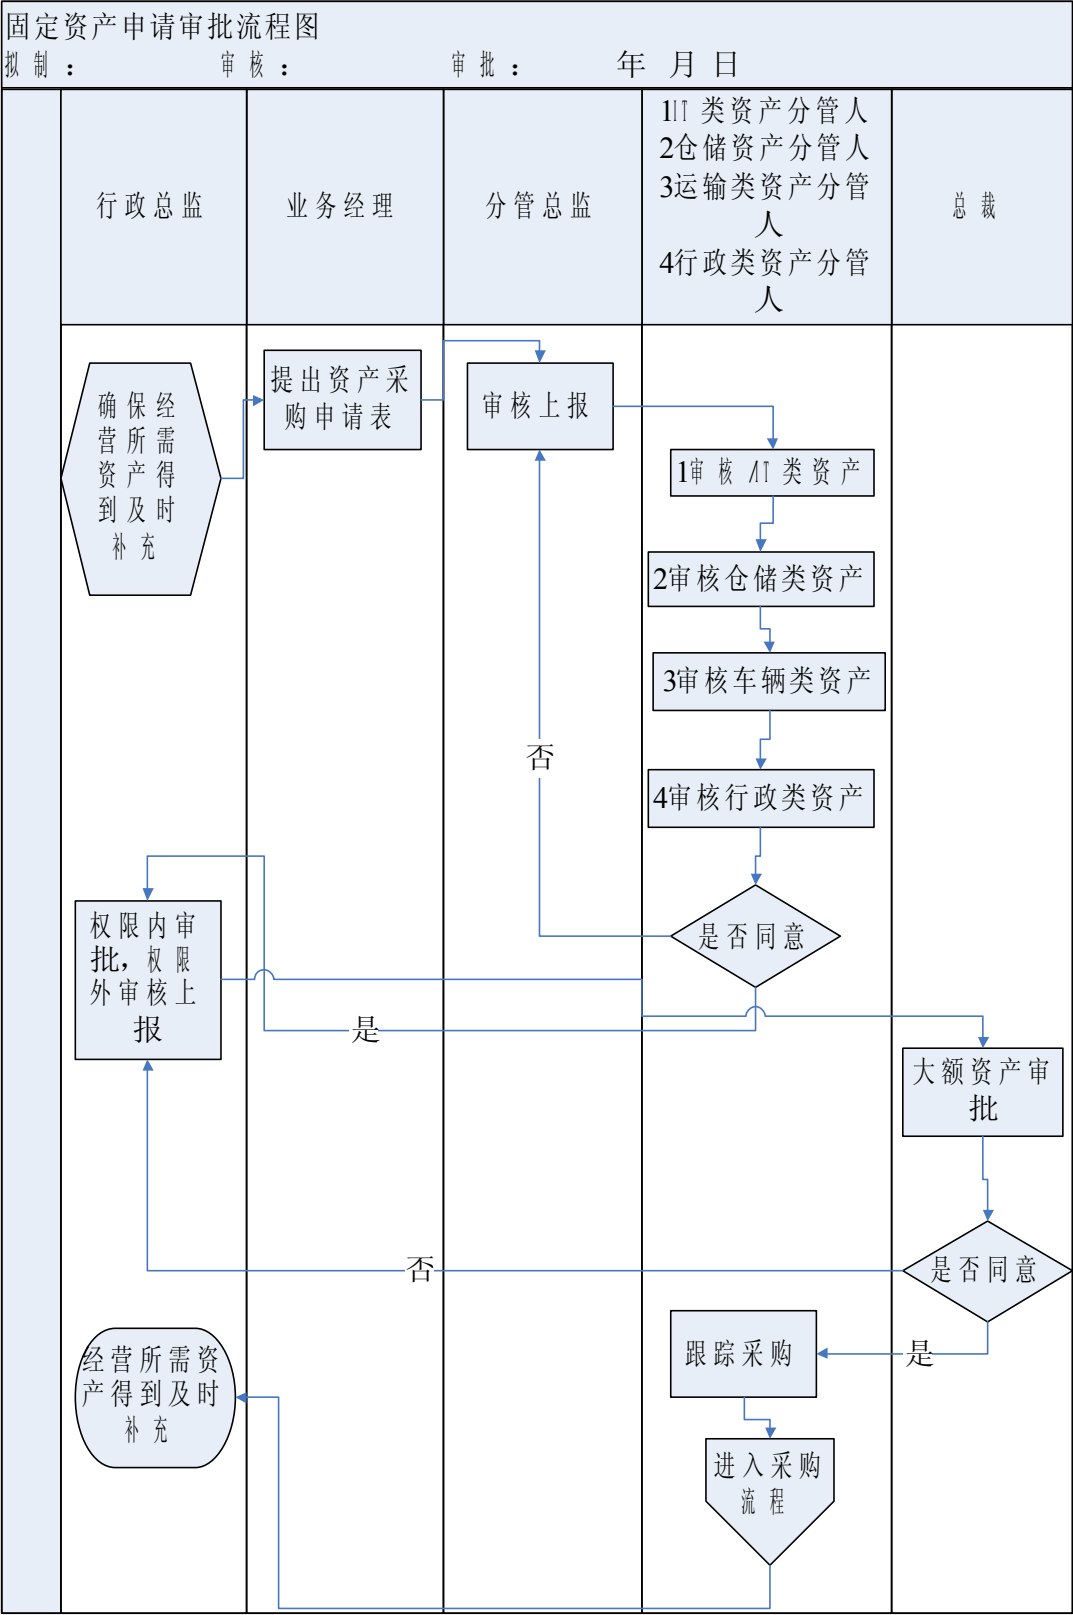 固定资产申请审批流程图
拟制： 审核： 审批： 年 月 日
行政总监
业务经理
分管总监
1IT 类资产分管人
2仓储资产分管人
3运输类资产分管
人
4行政类资产分管
人
总裁
确保经
营所需
资产得
到及时
补充
提出资产采
购申请表
审核上报
1审核 /IT 类资产
2审核仓储类资产
3审核车辆类资产
否
4审核行政类资产
是否同意
权限内审
批，权限
外审核上
报
是
大额资产审
批
否
是否同意
跟踪采购
是
经营所需资
产得到及时
补充
进入采购
流程